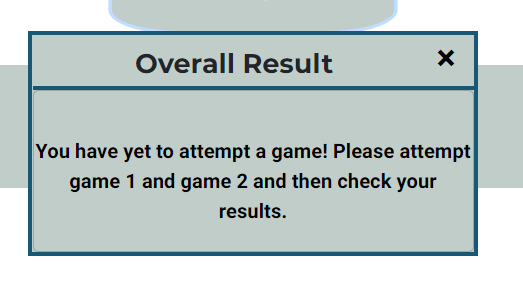 Overall Result ×
You have yet to attempt a game! Please attempt
game 1 and game 2 and then check your
results.